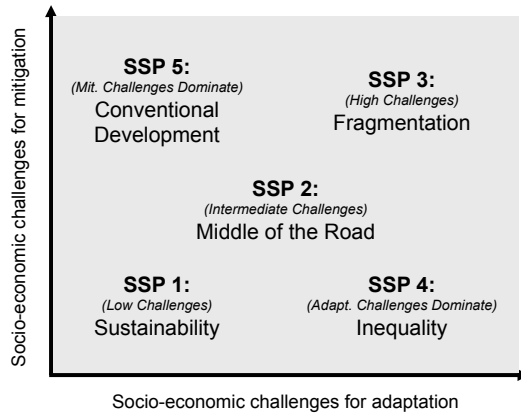 Socio-economic challenges for mitigation
SSP 5:
(Mit. Challenges Dominate)
Conventional
Development
SSP 3:
(High Challenges)
Fragmentation
SSP 2:
(Intermediate Challenges)
Middle of the Road
SSP 1:
(Low Challenges)
Sustainability
SSP 4:
(Adapt. Challenges Dominate)
Inequality
Socio-economic challenges for adaptation